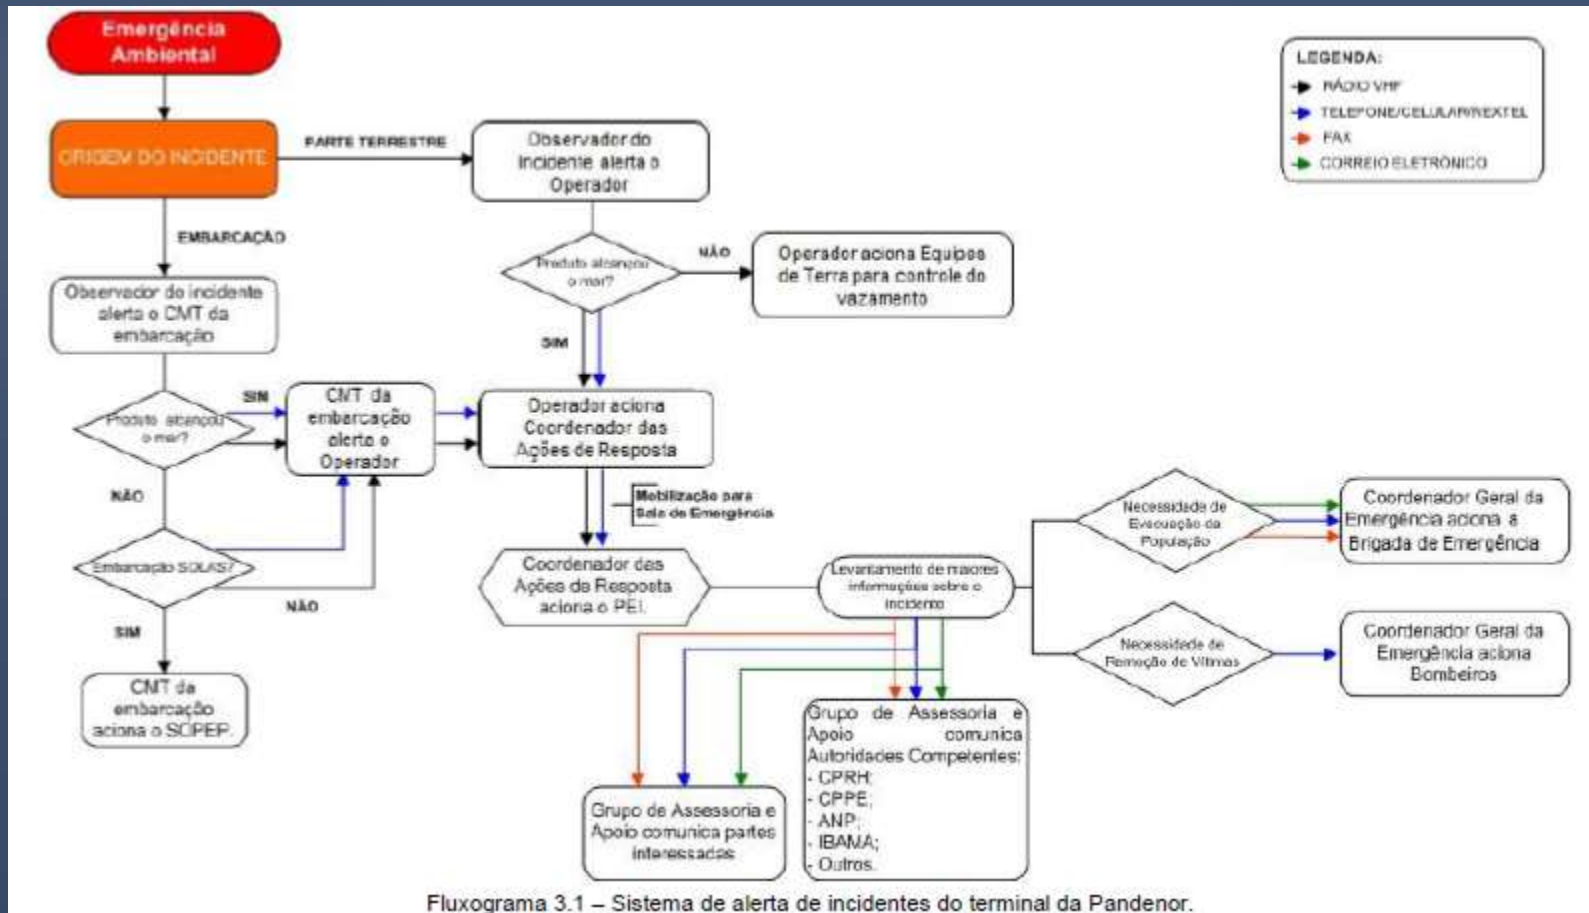 Emergência
Ambiental
LEGENDA:
RÁDIO VHF
TELEFONE/CELULAR/NEXTEL
FAX
CORREIO ELETRÔNICO
ORIGEM DO INCIDENTE
PARTE TERRESTRE
Observador do
Incidente alerta o
Operador
EMBARCAÇÃO
Produto alcançou
o mar?
NÃO
Operador aciona Equipes
de Terra para controle do
vazamento
Observador do incidente
alerta o CMT da
embarcação
SIM
Produto alcançou
o mar?
SIM
CMT da
embarcação
alerta o
Operador
Operador aciona
Coordenador das
Ações de Resposta
NÃO
Mobilização para
Sala de Emergência
Embarcação SOLAS?
NÃO
SIM
CMT da
embarcação
aciona o SOPEP.
Coordenador das
Ações de Resposta
aciona o PEI.
Levantamento de maiores
informações sobre o
incidente
Necessidade de
Evacuação da
População
Coordenador Geral da
Emergência aciona a
Brigada de Emergência
Necessidade de
Remoção de Vítimas
Coordenador Geral da
Emergência aciona
Bombeiros
Grupo de Assessoria e
Apoio comunica partes
interessadas
Grupo de Assessoria e
Apoio comunica
Autoridades Competentes:
- CPRH;
- CPPE;
- ANP;
- IBAMA;
- Outros.
Fluxograma 3.1 – Sistema de alerta de incidentes do terminal da Pandenor.